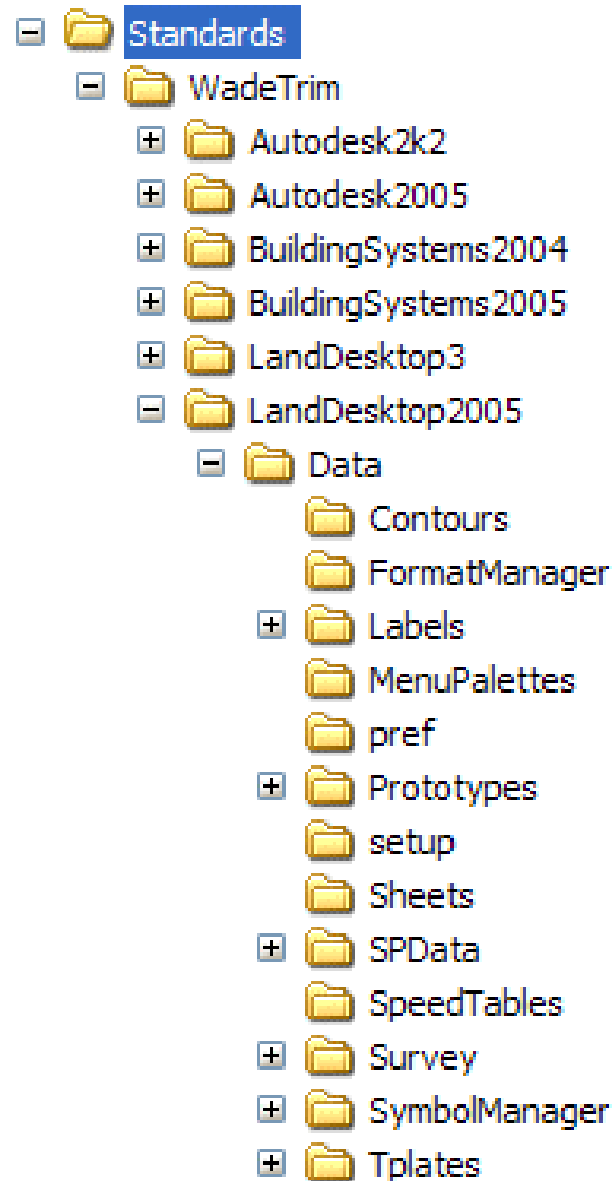 Standards
WadeTrim
Autodesk2k2
Autodesk2005
BuildingSystems2004
BuildingSystems2005
LandDesktop3
LandDesktop2005
Data
Contours
FormatManager
Labels
MenuPalettes
pref
Prototypes
setup
Sheets
SPData
SpeedTables
Survey
SymbolManager
Tplates